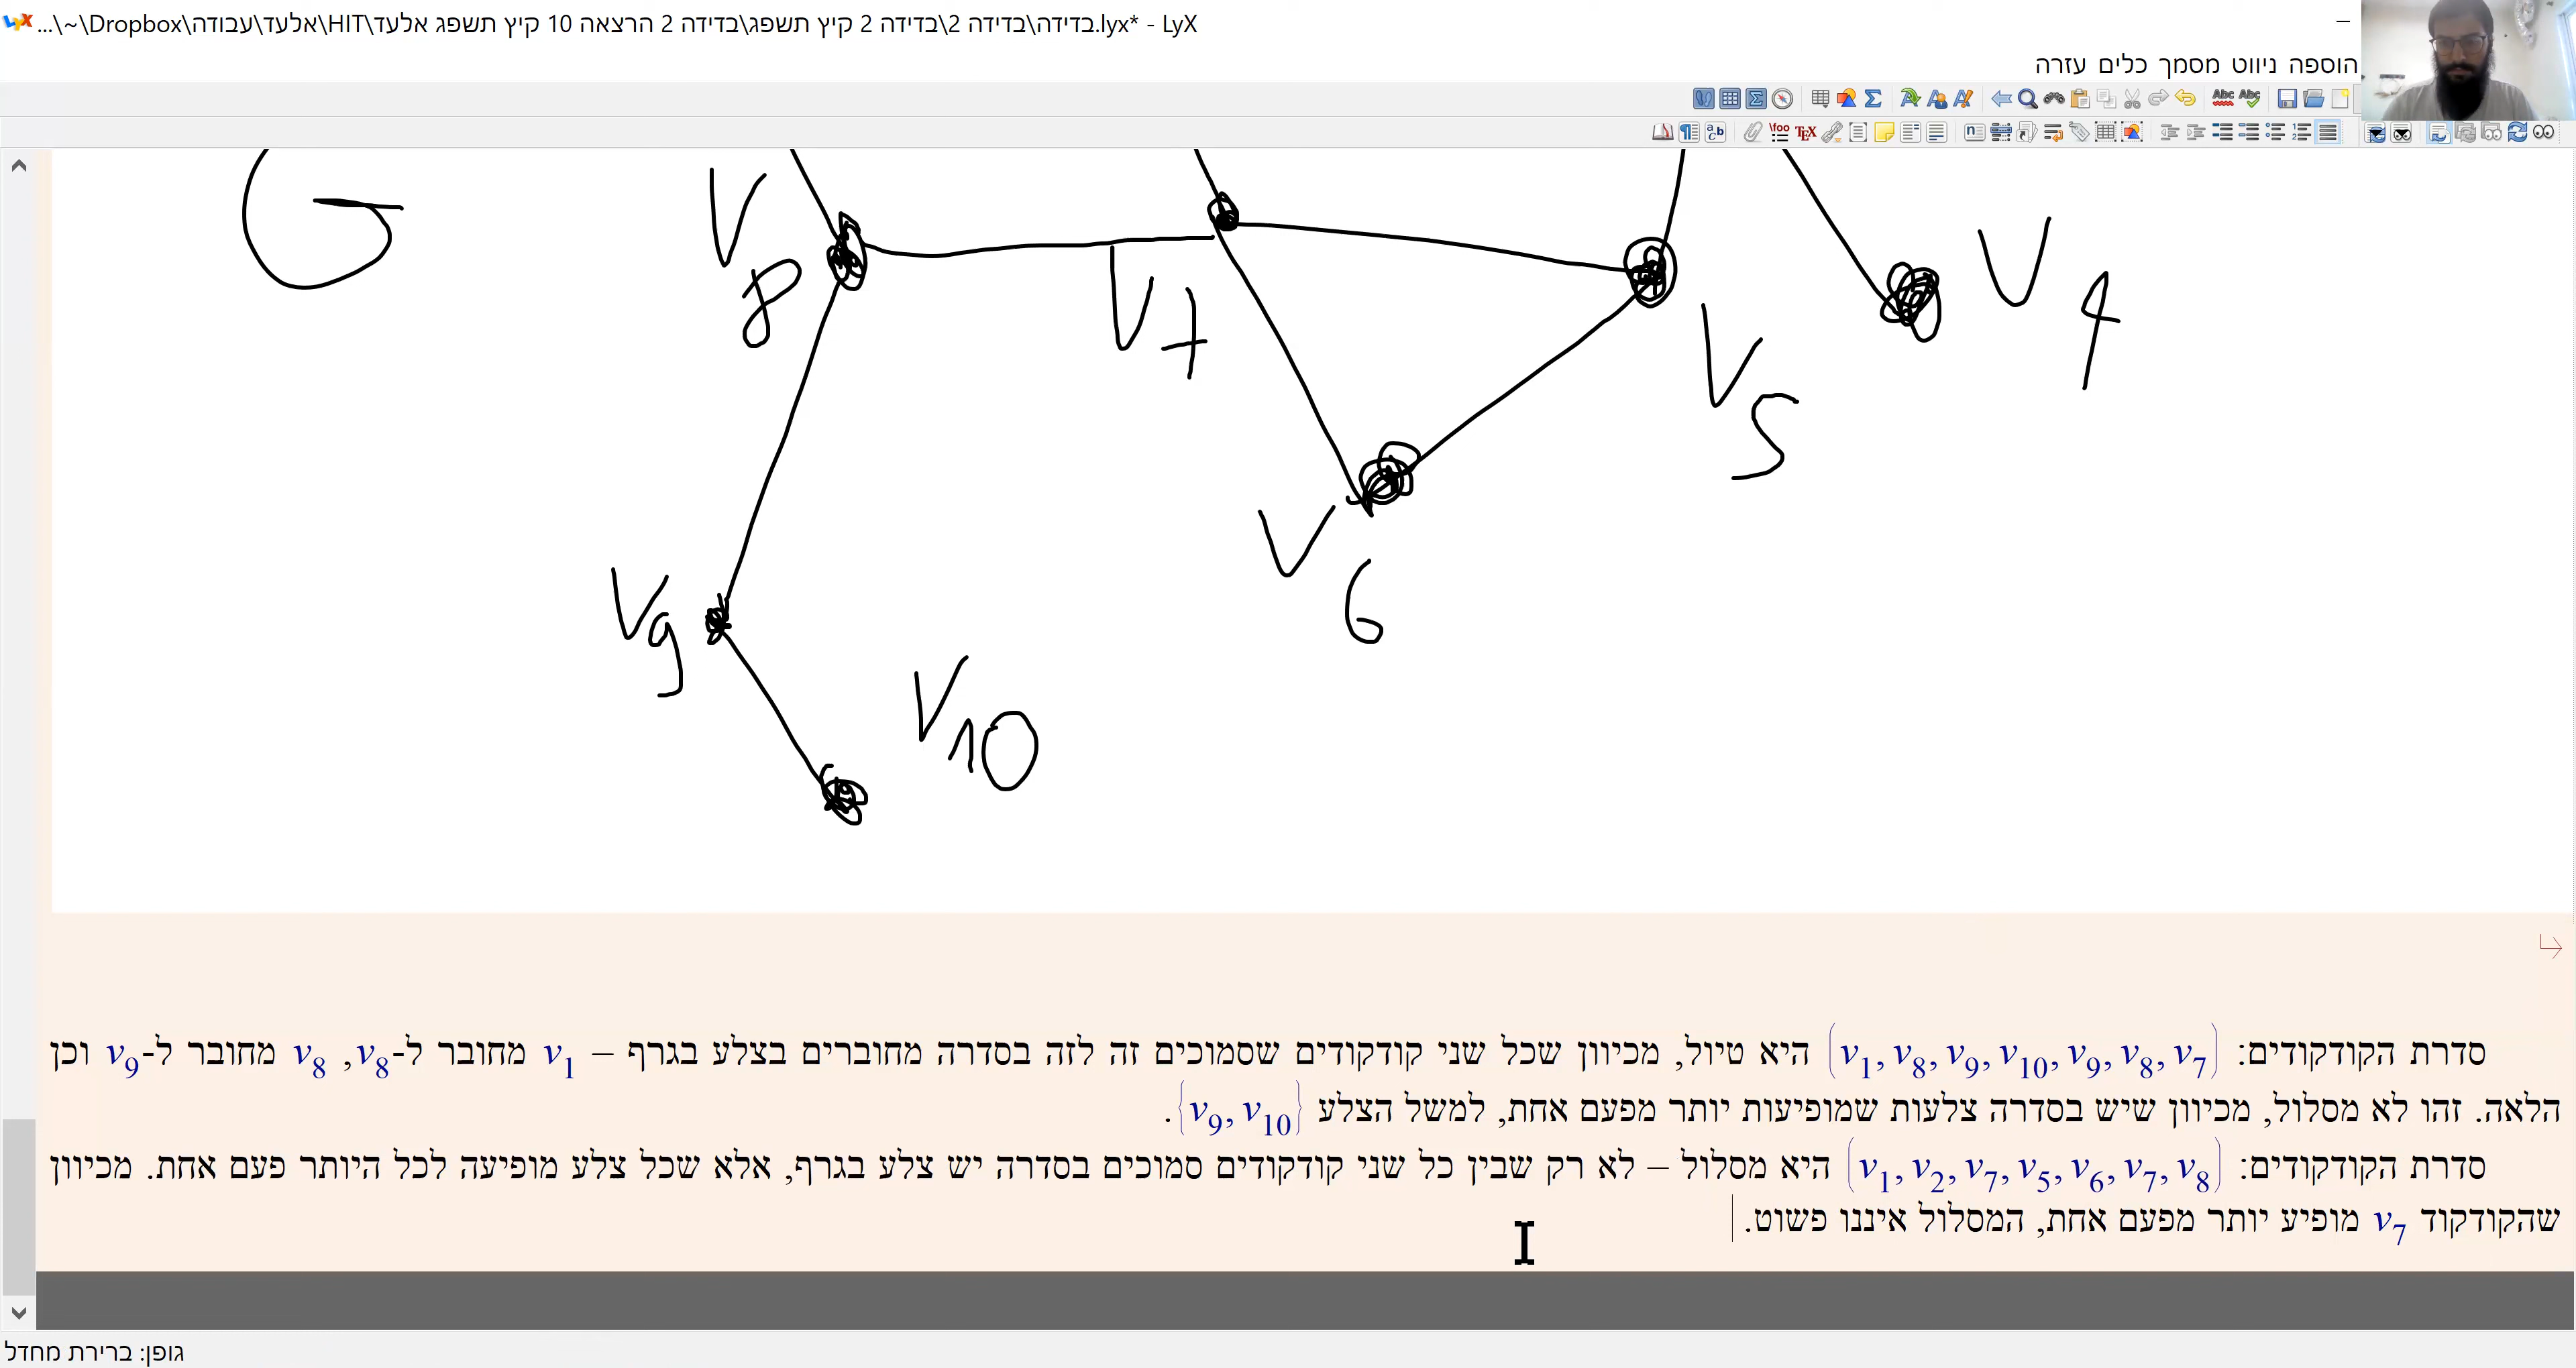 ...\~\Dropbox\אלעד\עבודה\HIT\בדידה\בדידה 2\בדידה 2 קיץ תשפג\בדידה 2 הרצאה 10 קיץ תשפג אלעד.lyx* - LyX
הוספה ניווט מסמך כלים עזרה
G
V8
V7
V4
V5
V6
V9
V10
סדרת הקודקודים: (v1, v8, v9, v10, v9, v8, v7) היא טיול, מכיוון שכל שני קודקודים שסמוכים זה לזה בסדרה מחוברים בצלע בגרף – v1 מחובר ל-v8, v8 מחובר ל-v9 וכן
הלאה. זהו לא מסלול, מכיוון שיש בסדרה צלעות שמופיעות יותר מפעם אחת, למשל הצלע {v9, v10}.
סדרת הקודקודים: (v1, v2, v7, v5, v6, v7, v8) היא מסלול – לא רק שבין כל שני קודקודים סמוכים בסדרה יש צלע בגרף, אלא שכל צלע מופיעה לכל היותר פעם אחת. מכיוון
שהקודקוד v7 מופיע יותר מפעם אחת, המסלול איננו פשוט.
גופן: ברירת מחדל